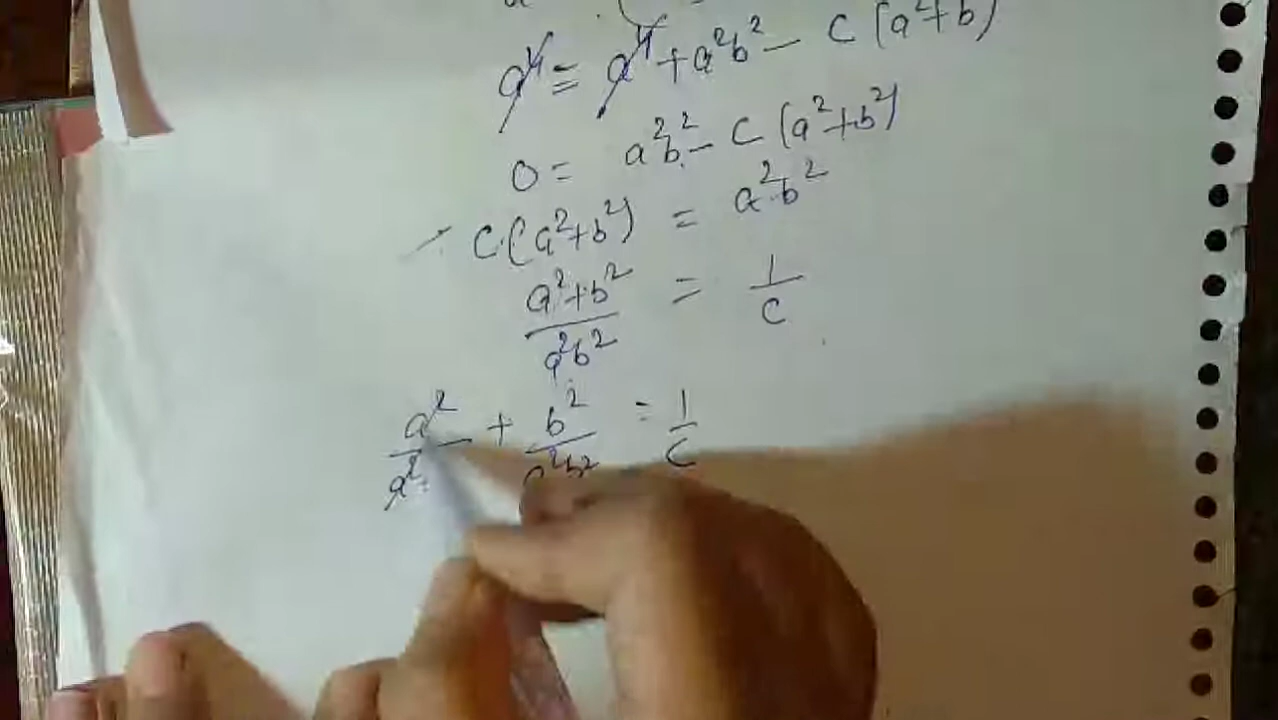 a⁴ = a⁴ + a²b² - C (a²+b)
0 = a²b² - C (a²+b²)
C·(a²+b²) = a²·b²
a²+b² / a²b² = 1/C
a²/a² + b²/a²b² = 1/C